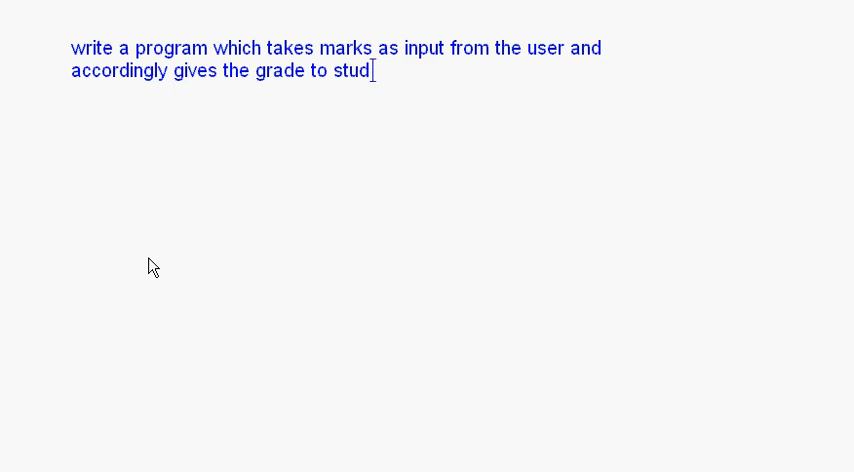 write a program which takes marks as input from the user and
accordingly gives the grade to stud